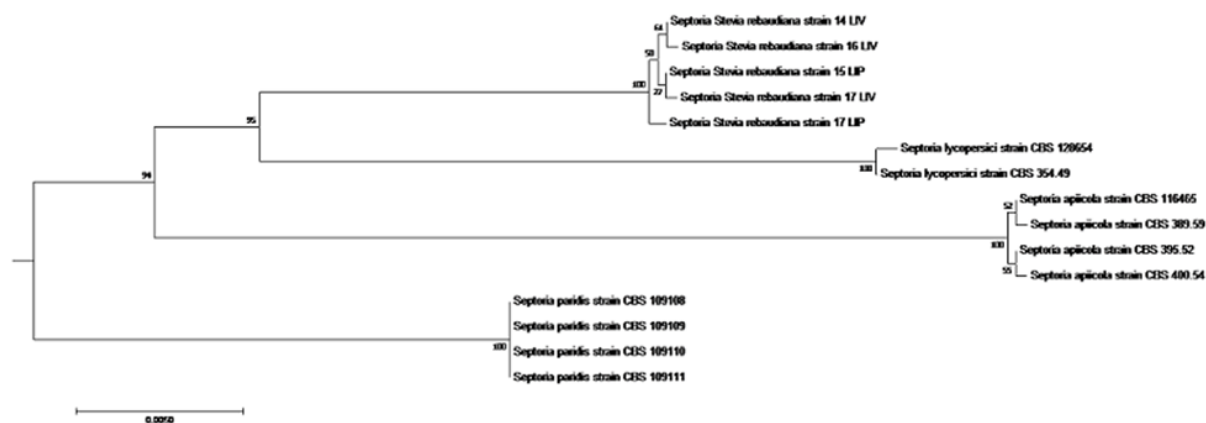 Septoria Stevia rebaudiana strain 14 LIV
64
Septoria Stevia rebaudiana strain 16 LIV
50
Septoria Stevia rebaudiana strain 15 LIP
100
27
Septoria Stevia rebaudiana strain 17 LIV
95
Septoria Stevia rebaudiana strain 17 LIP
Septoria lycopersici strain CBS 128654
100
Septoria lycopersici strain CBS 354.49
94
Septoria apiicola strain CBS 116465
52
Septoria apiicola strain CBS 389.59
100
Septoria apiicola strain CBS 395.52
55
Septoria apiicola strain CBS 400.54
Septoria paridis strain CBS 109108
Septoria paridis strain CBS 109109
100
Septoria paridis strain CBS 109110
Septoria paridis strain CBS 109111
0.0050